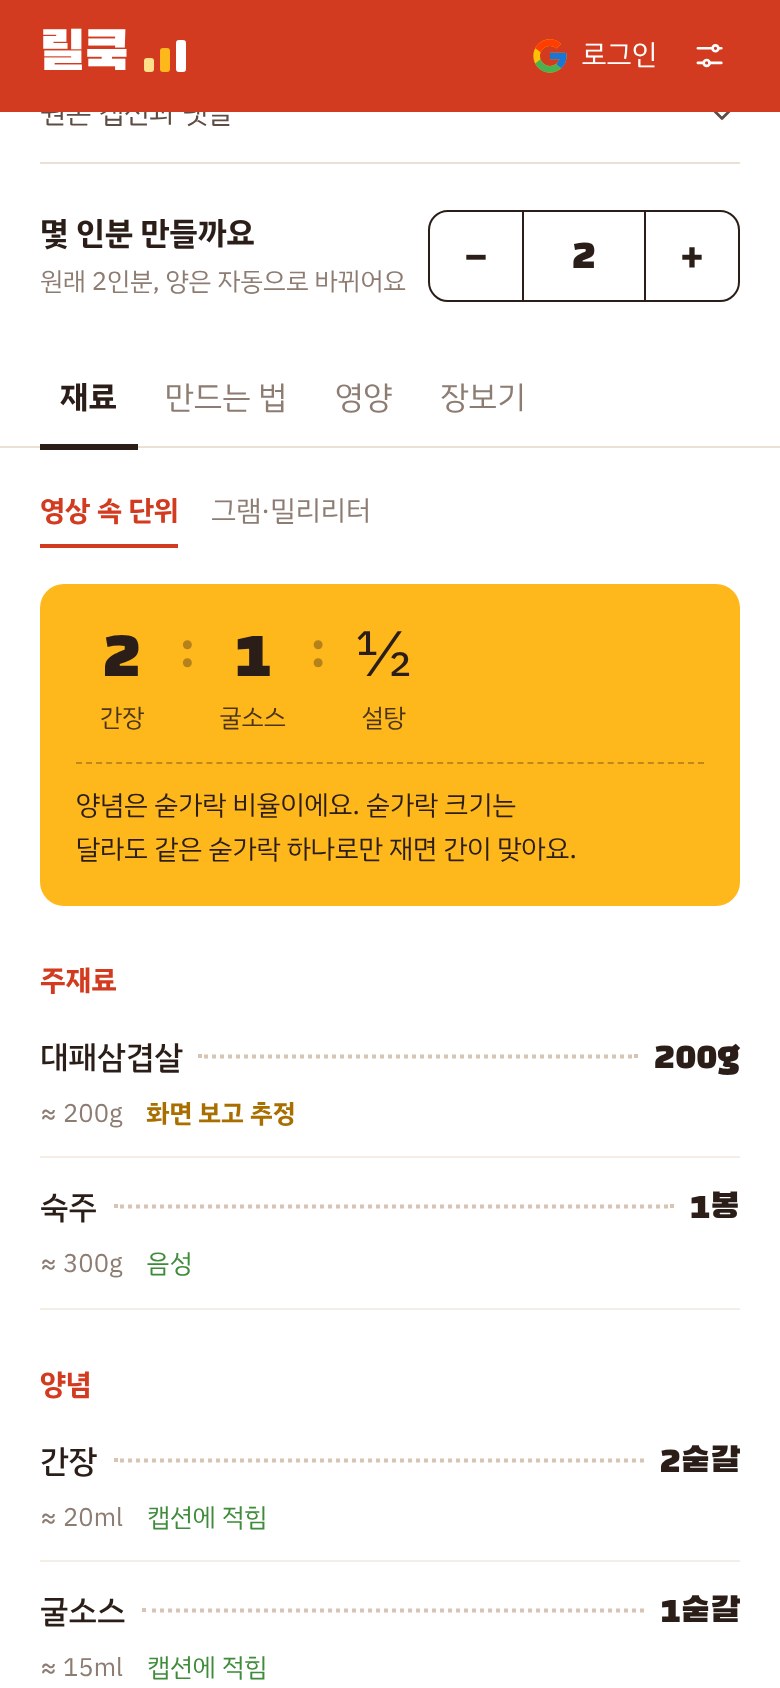 릴쿡
로그인
원본 캡션과 댓글
몇 인분 만들까요
원래 2인분, 양은 자동으로 바뀌어요
− 2 +
재료 만드는 법 영양 장보기
영상 속 단위 그램·밀리리터
2 : 1 : ½
간장 굴소스 설탕
양념은 숟가락 비율이에요. 숟가락 크기는
달라도 같은 숟가락 하나로만 재면 간이 맞아요.
주재료
대패삼겹살 200g
≈ 200g 화면 보고 추정
숙주 1봉
≈ 300g 음성
양념
간장 2숟갈
≈ 20ml 캡션에 적힘
굴소스 1숟갈
≈ 15ml 캡션에 적힘